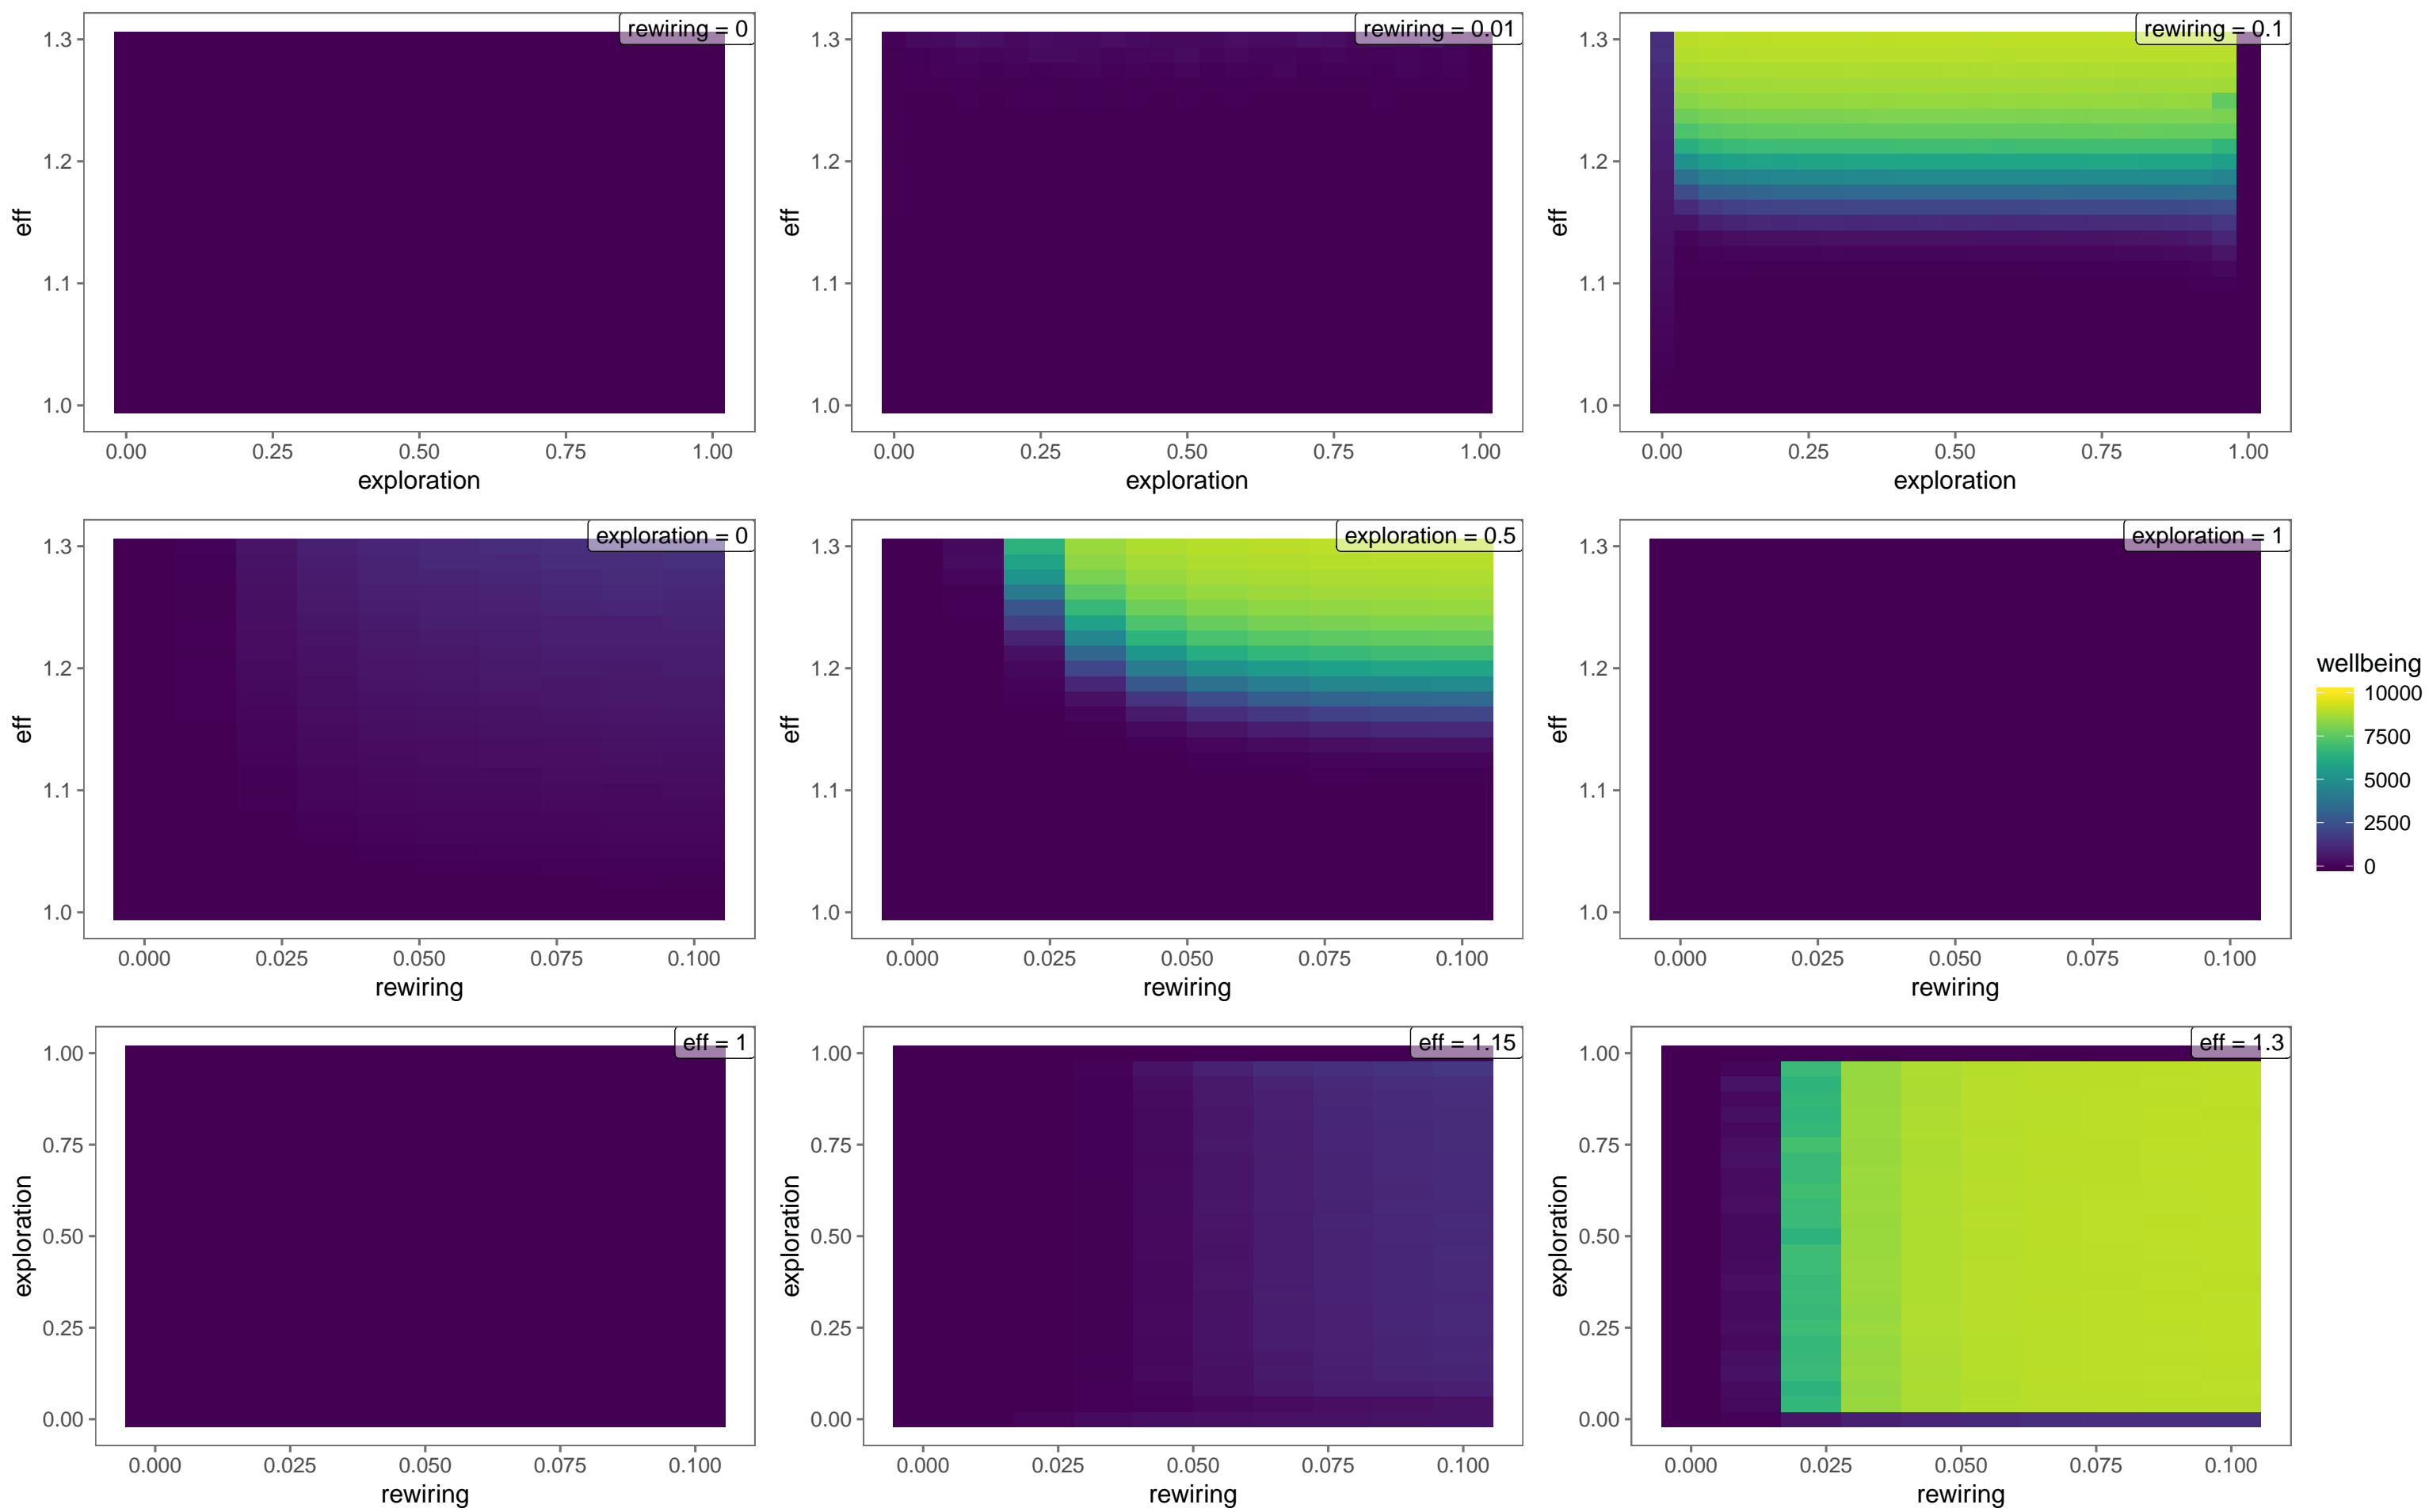 rewiring = 0
1.3
1.2
1.1
1.0
eff
0.00 0.25 0.50 0.75 1.00
exploration
rewiring = 0.01
1.3
1.2
1.1
1.0
eff
0.00 0.25 0.50 0.75 1.00
exploration
rewiring = 0.1
1.3
1.2
1.1
1.0
eff
0.00 0.25 0.50 0.75 1.00
exploration
exploration = 0
1.3
1.2
1.1
1.0
eff
0.000 0.025 0.050 0.075 0.100
rewiring
exploration = 0.5
1.3
1.2
1.1
1.0
eff
0.000 0.025 0.050 0.075 0.100
rewiring
exploration = 1
1.3
1.2
1.1
1.0
eff
0.000 0.025 0.050 0.075 0.100
rewiring
wellbeing
10000
7500
5000
2500
0
eff = 1
1.00
0.75
0.50
0.25
0.00
exploration
0.000 0.025 0.050 0.075 0.100
rewiring
eff = 1.15
1.00
0.75
0.50
0.25
0.00
exploration
0.000 0.025 0.050 0.075 0.100
rewiring
eff = 1.3
1.00
0.75
0.50
0.25
0.00
exploration
0.000 0.025 0.050 0.075 0.100
rewiring